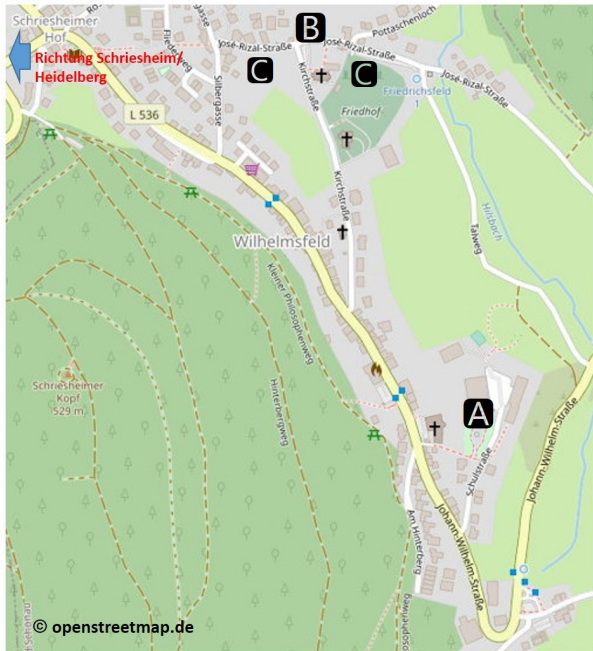 Schriesheimer
Hof
Richtung Schriesheim/
Heidelberg
Friedenweg
Silbergasse
José-Rizal-Straße
B
José-Rizal-Straße
Pottaschenloch
C
C
Kirchstraße
José-Rizal-Straße
Friedrichsfeld
1
Friedhof
L 536
Kirchstraße
Hilsbach
Talweg
Wilhelmsfeld
Kleiner Philosophenweg
Hinterbergweg
Schriesheimer
Kopf
529 m
A
Schulstraße
Johann-Wilhelm-Straße
Johann-Wilhelm-Straße
Am Hinterberg
© openstreetmap.de